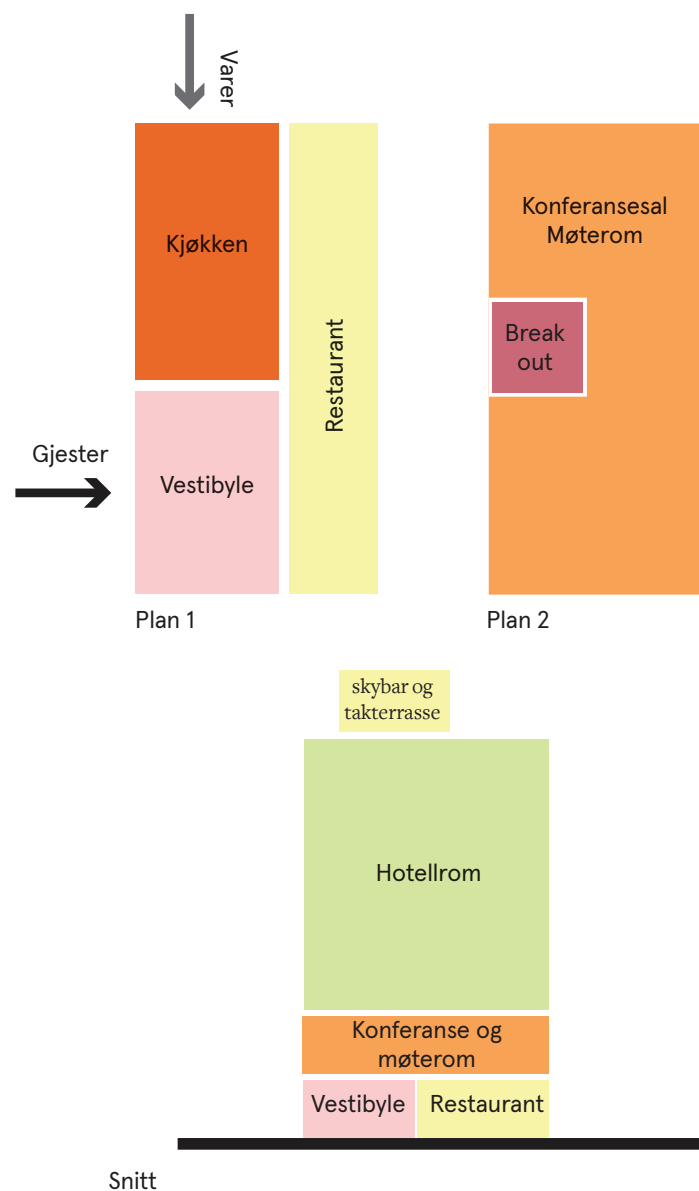 Varer
Kjøkken
Restaurant
Gjester
Vestibyle
Plan 1
Konferansesal
Møterom
Break
out
Plan 2
skybar og
takterrasse
Hotellrom
Konferanse og
møterom
Vestibyle
Restaurant
Snitt